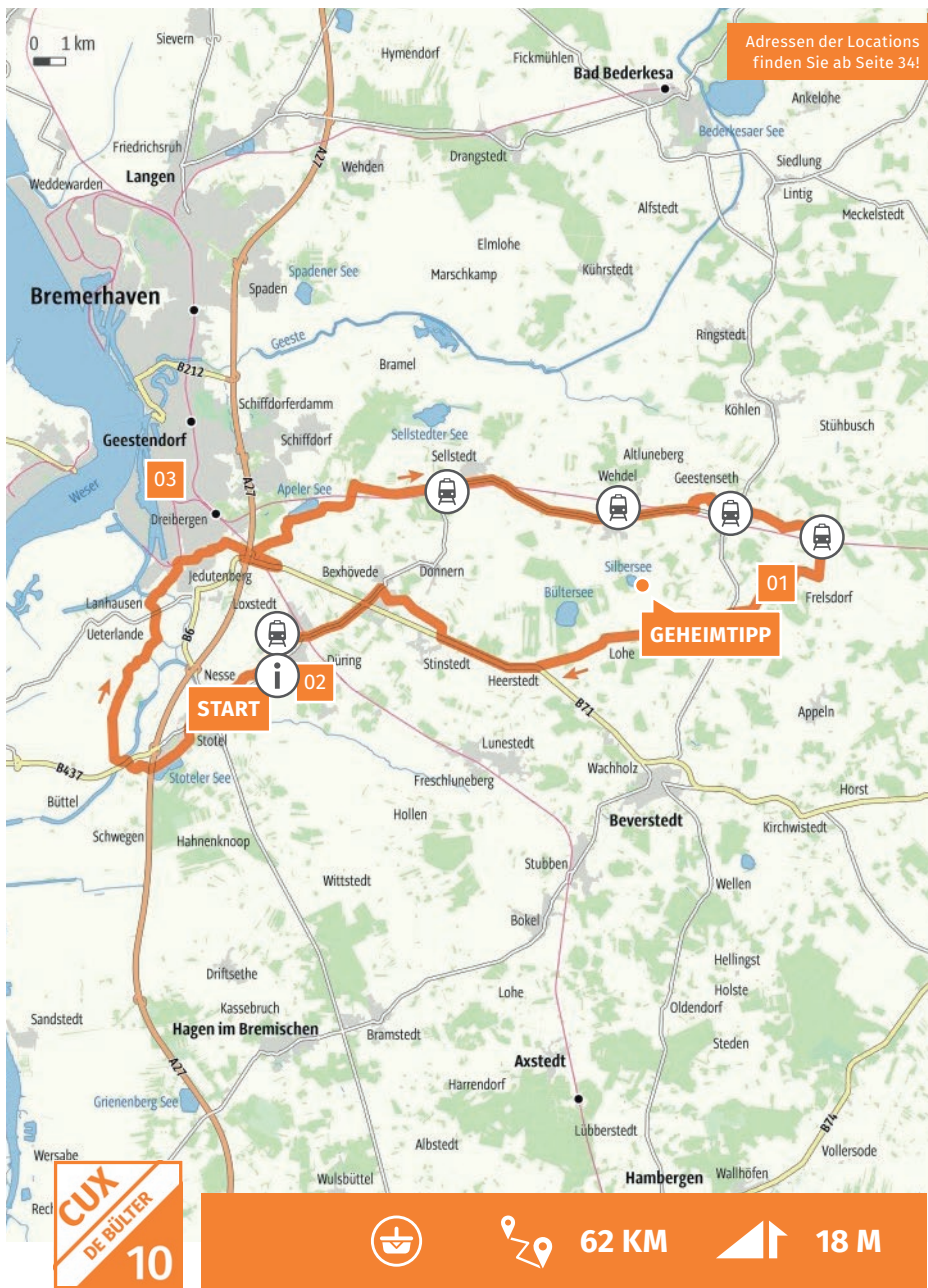 0 1 km
Sievern
Hymendorf
Fickmühlen
Adressen der Locations
finden Sie ab Seite 34!
Bad Bederkesa
Ankelohe
Bederkesaer See
Friedrichsruh
A27
Wehden
Drangstedt
Siedlung
Langen
Weddewarden
Lintig
Alfstedt
Meckelstedt
Elmlohe
Spadener See
Marschkamp
Kührstedt
Spaden
Bremerhaven
Geeste
Ringstedt
Bramel
B212
Schiffdorferdamm
Köhlen
Stühbusch
Geestendorf
Schiffdorf
Sellstedter See
Sellstedt
Altluneberg
Wehdel
Geestenseth
03
A27
Weser
Apeler See
Dreibergen
Bexhövede
Donnern
Silbersee
01
Jedutenberg
Frelsdorf
Lanhausen
Loxstedt
Bültersee
Ueterlande
B6
GEHEIMTIPP
Lohe
Düring
Stinstedt
Nesse
02
Heerstedt
START
B71
Appeln
Stotel
Lunestedt
B437
Stoteler See
Freschluneberg
Wachholz
Büttel
Hollen
Horst
Beverstedt
Kirchwistedt
Schwegen
Hahnenknoop
Stubben
Wittstedt
Wellen
Bokel
Hellingst
Driftsethe
Lohe
Holste
Kassebruch
Oldendorf
Sandstedt
Hagen im Bremischen
Bramstedt
Steden
A27
Axstedt
Harrendorf
Grienenberg See
B74
Lübberstedt
Albstedt
Vollersode
Wersabe
Hambergen
Wallhöfen
Wulsbüttel
Rech
CUX
DE BÜLTER
10
62 KM
18 M